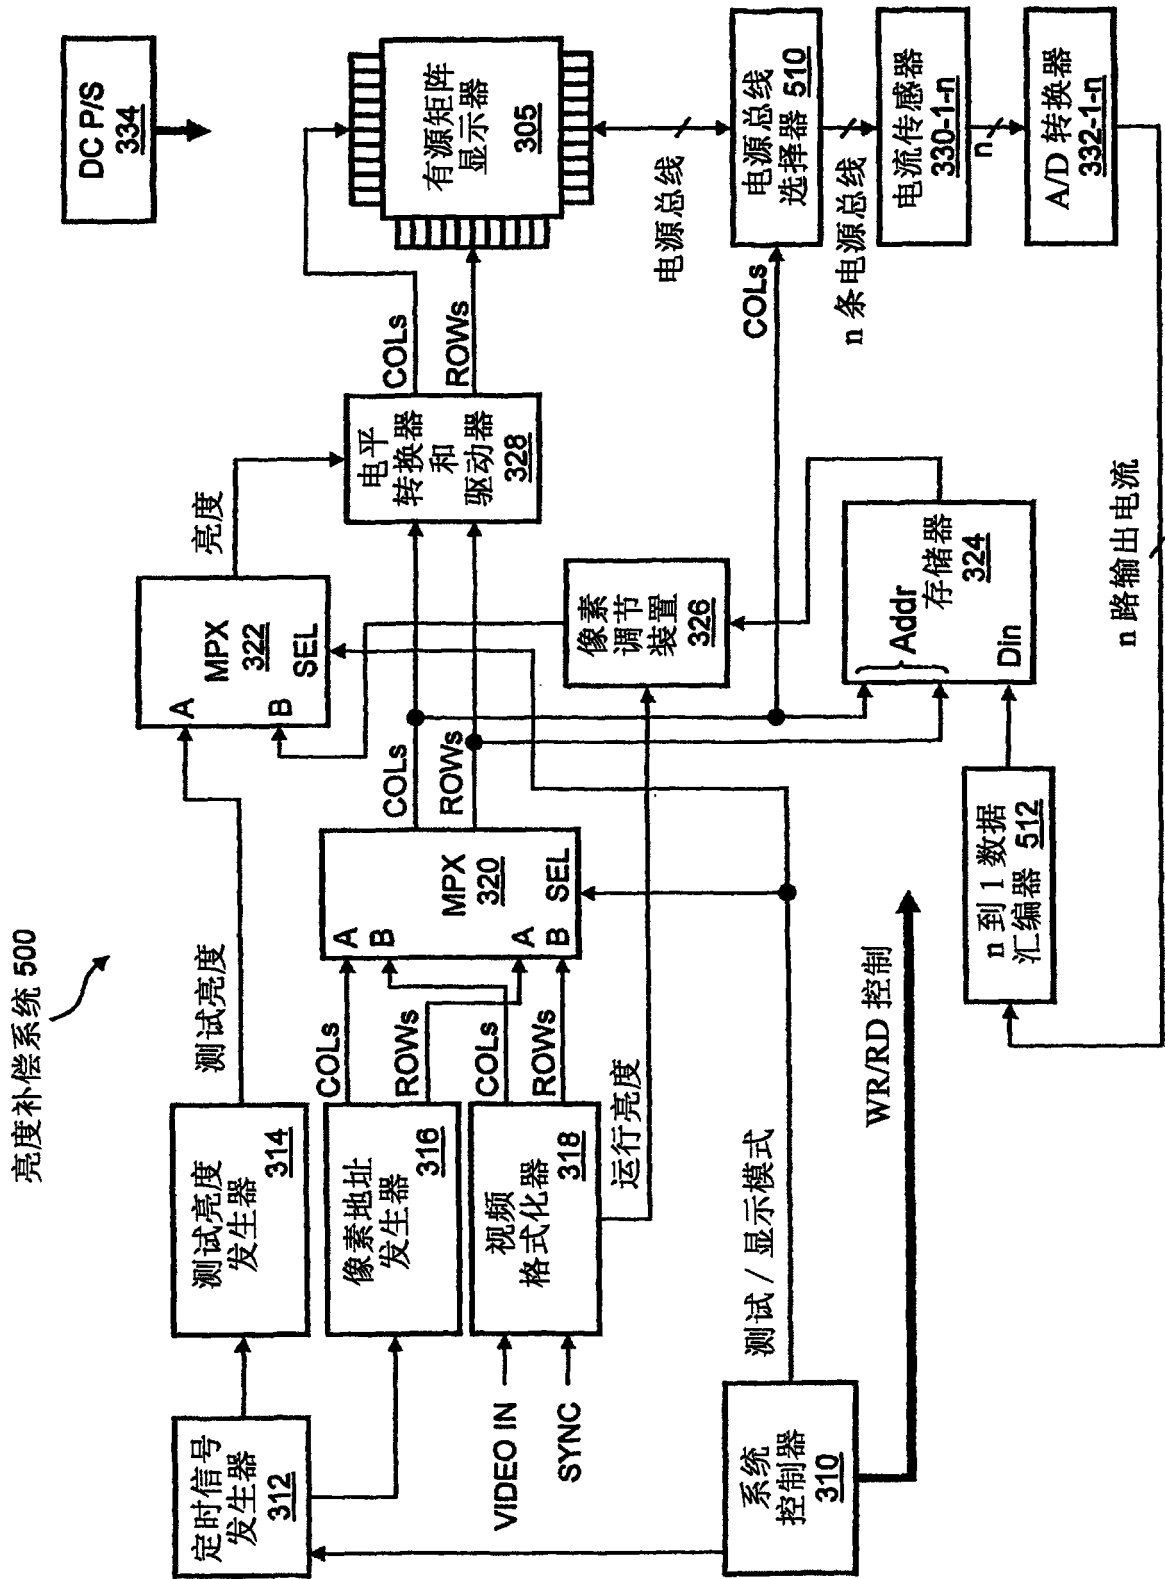 亮度补偿系统 500
定时信号
发生器
312
测试亮度
发生器
314
测试亮度
像素地址
发生器
316
COLs
ROWs
视频
格式化器
318
COLs
ROWs
VIDEO IN
SYNC
运行亮度
系统
控制器
310
测试 / 显示模式
WR/RD 控制
A
B
A
B
MPX
320
SEL
COLs
ROWs
A
B
MPX
322
SEL
亮度
电平
转换器
和
驱动器
328
COLs
ROWs
像素
调节
装置
326
Addr
存储器
324
Din
n 到 1 数据
汇编器 512
n 路输出电流
DC P/S
334
有源矩阵
显示器
305
电源总线
COLs
电源总线
选择器 510
n 条电源总线
电流传感器
330-1-n
n
A/D 转换器
332-1-n